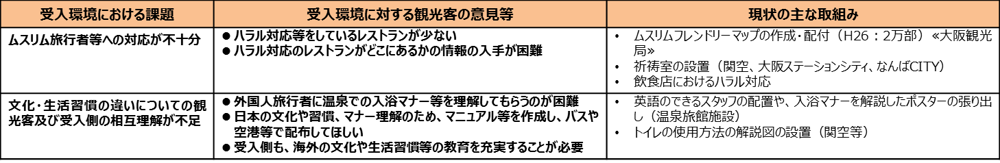 受入環境における課題
受入環境に対する観光客の意見等
現状の主な取組み
ムスリム旅行者等への対応が不十分
● ハラル対応等をしているレストランが少ない
● ハラル対応のレストランがどこにあるかの情報の入手が困難
• ムスリムフレンドリーマップの作成・配付（H26：2万部）≪大阪観光
局≫
• 祈祷室の設置（関空、大阪ステーションシティ、なんばCITY）
• 飲食店におけるハラル対応
文化・生活習慣の違いについての観
光客及び受入側の相互理解が不足
● 外国人旅行者に温泉での入浴マナー等を理解してもらうのが困難
● 日本の文化や習慣、マナー理解のため、マニュアル等を作成し、バスや
空港等で配布してほしい
● 受入側も、海外の文化や生活習慣等の教育を充実することが必要
• 英語のできるスタッフの配置や、入浴マナーを解説したポスターの張り出
し（温泉旅館施設）
• トイレの使用方法の解説図の設置（関空等）